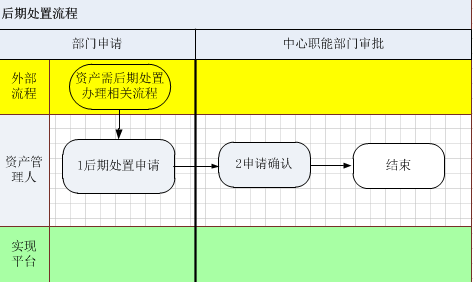 后期处置流程
部门申请
中心职能部门审批
外部
流程
资产需后期处置
办理相关流程
资产管
理人
1后期处置申请
2申请确认
结束
实现
平台